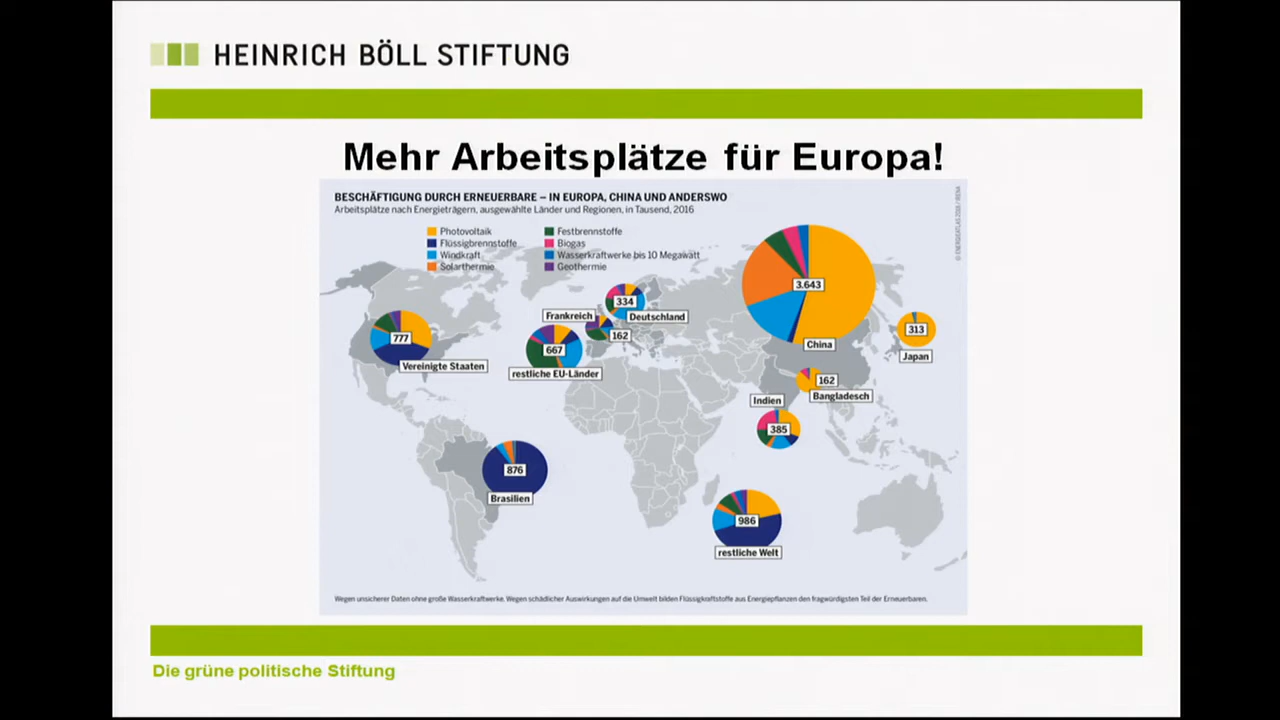 HEINRICH BÖLL STIFTUNG
Mehr Arbeitsplätze für Europa!
BESCHÄFTIGUNG DURCH ERNEUERBARE – IN EUROPA, CHINA UND ANDERSWO
Arbeitsplätze nach Energieträgern, ausgewählte Länder und Regionen, in Tausend, 2016
© ENERGIEATLAS 2018 / IRENA
Photovoltaik
Flüssigbrennstoffe
Windkraft
Solarthermie
Festbrennstoffe
Biogas
Wasserkraftwerke bis 10 Megawatt
Geothermie
777
Vereinigte Staaten
Frankreich
162
334
Deutschland
667
restliche EU-Länder
3.643
China
313
Japan
162
Bangladesch
Indien
385
876
Brasilien
986
restliche Welt
Wegen unsicherer Daten ohne große Wasserkraftwerke. Wegen schädlicher Auswirkungen auf die Umwelt bilden Flüssigkraftstoffe aus Energiepflanzen den fragwürdigsten Teil der Erneuerbaren.
Die grüne politische Stiftung